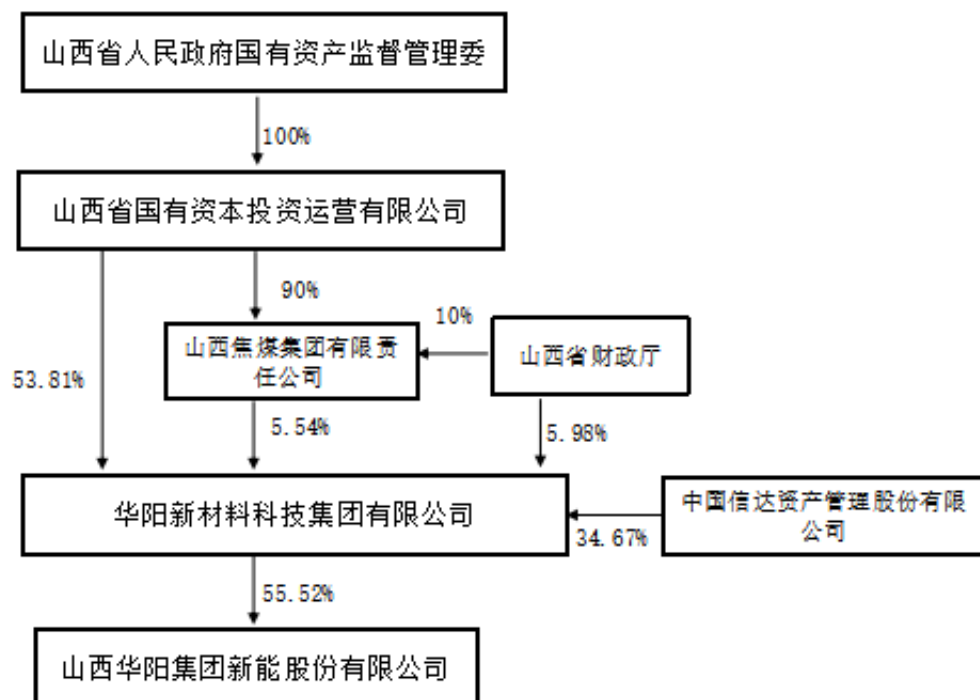 山西省人民政府国有资产监督管理委
100%
山西省国有资本投资运营有限公司
90%
10%
山西焦煤集团有限责
任公司
山西省财政厅
53.81%
5.54%
5.98%
华阳新材料科技集团有限公司
中国信达资产管理股份有限
公司
34.67%
55.52%
山西华阳集团新能股份有限公司